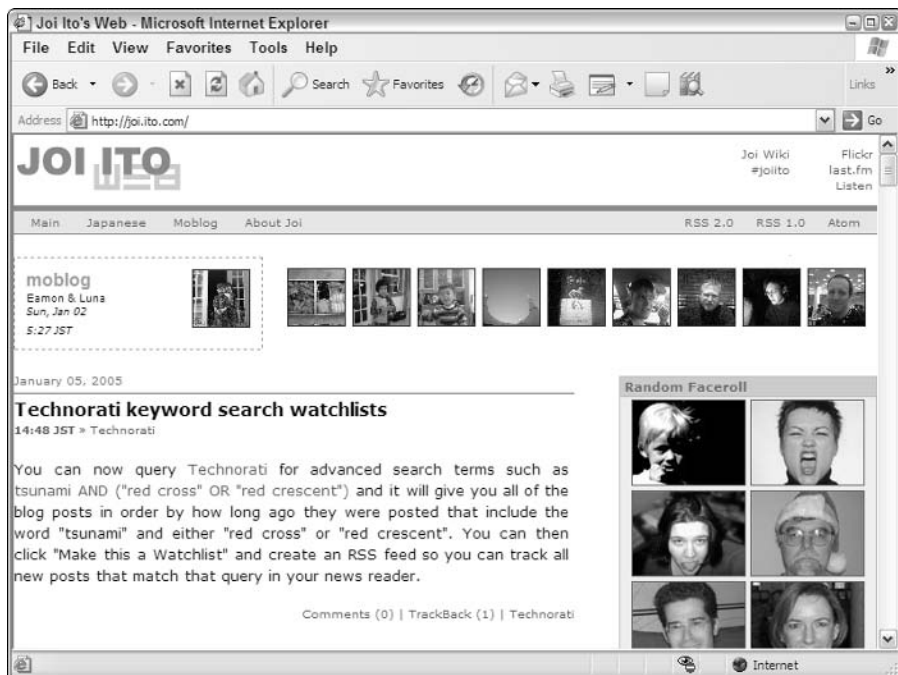 Joi Ito's Web - Microsoft Internet Explorer
File Edit View Favorites Tools Help
Back Search Favorites Links »
Address http://joi.ito.com/ Go
JOI ITO
WEB
Joi Wiki Flickr
#joiito last.fm
Listen
Main Japanese Moblog About Joi RSS 2.0 RSS 1.0 Atom
moblog
Eamon & Luna
Sun, Jan 02
5:27 JST
January 05, 2005
Random Faceroll
Technorati keyword search watchlists
14:48 JST » Technorati
You can now query Technorati for advanced search terms such as
tsunami AND ("red cross" OR "red crescent") and it will give you all of the
blog posts in order by how long ago they were posted that include the
word "tsunami" and either "red cross" or "red crescent". You can then
click "Make this a Watchlist" and create an RSS feed so you can track all
new posts that match that query in your news reader.
Comments (0) | TrackBack (1) | Technorati
Internet